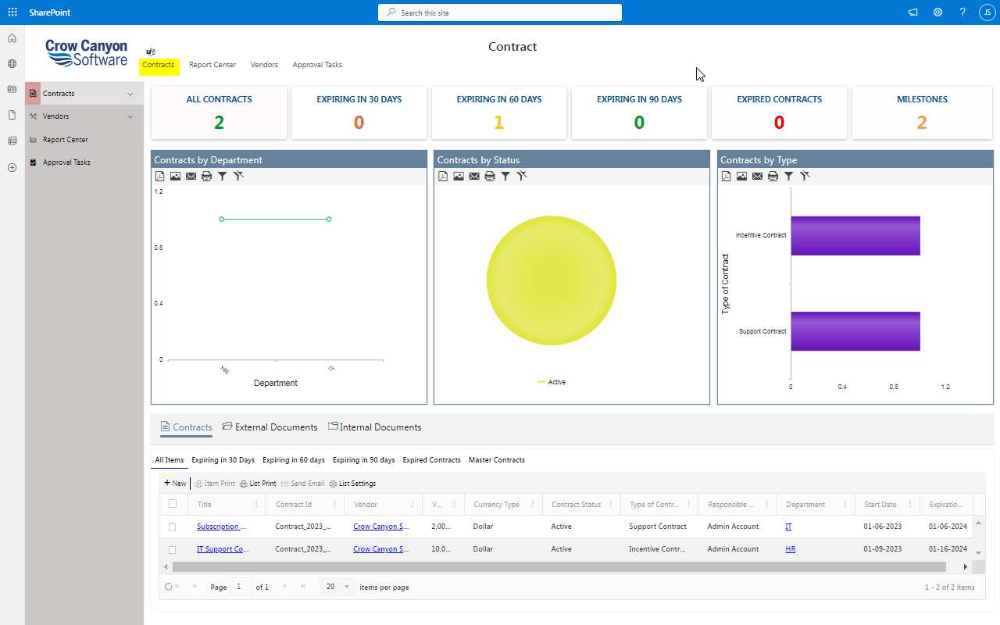 SharePoint
Search this site
?
JS
Crow Canyon
Software
Contract
Contracts
Report Center
Vendors
Approval Tasks
Contracts
Vendors
Report Center
Approval Tasks
ALL CONTRACTS
2
EXPIRING IN 30 DAYS
0
EXPIRING IN 60 DAYS
1
EXPIRING IN 90 DAYS
0
EXPIRED CONTRACTS
0
MILESTONES
2
Contracts by Department
1.2
0.8
0.4
0
HR
IT
Department
Contracts by Status
Active
Contracts by Type
Type of Contract
Incentive Contract
Support Contract
0 0.4 0.8 1.2
Contracts External Documents Internal Documents
All Items Expiring in 30 Days Expiring in 60 days Expiring in 90 days Expired Contracts Master Contracts
+ New Item Print List Print Send Email List Settings
Title Contract Id Vendor V... Currency Type Contract Status Type of Contr... Responsible ... Department Start Date Expiratio...
Subscription ... Contract_2023_... Crow Canyon S... 2,00... Dollar Active Support Contract Admin Account IT 01-06-2023 01-06-2024
IT Support Co... Contract_2023_... Crow Canyon S... 10,0... Dollar Active Incentive Contr... Admin Account HR 01-09-2023 01-16-2024
Page 1 of 1 20 items per page 1 - 2 of 2 items